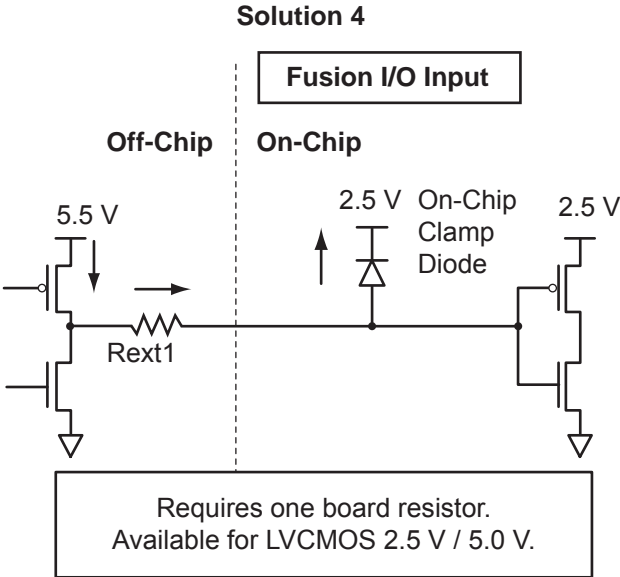 Solution 4
Fusion I/O Input
Off-Chip
On-Chip
5.5 V
2.5 V
On-Chip
Clamp
Diode
2.5 V
Rext1
Requires one board resistor.
Available for LVCMOS 2.5 V / 5.0 V.